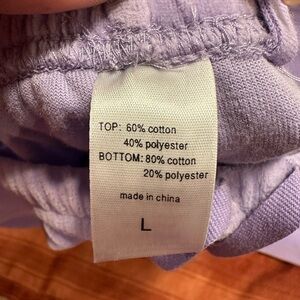 TOP: 60% cotton
40% polyester
BOTTOM: 80% cotton
20% polyester
made in china
L